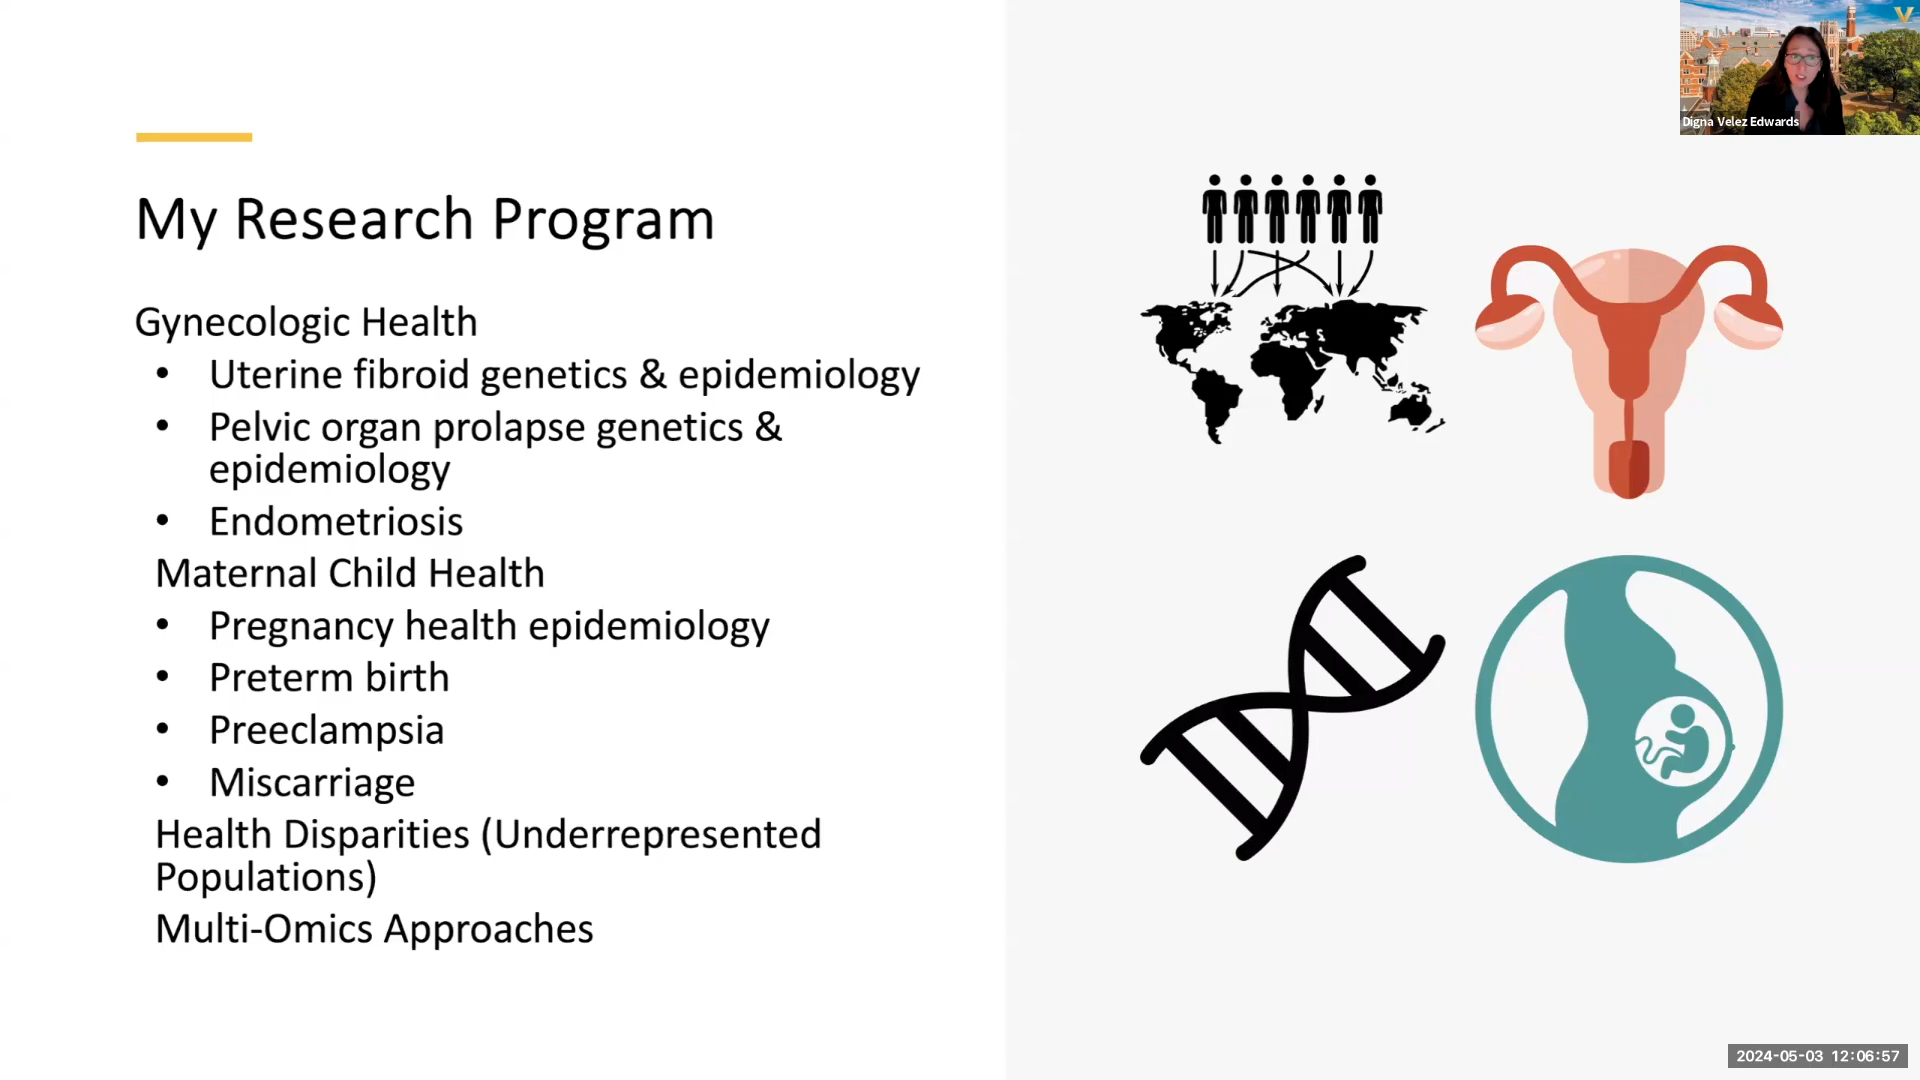 My Research Program
Gynecologic Health
• Uterine fibroid genetics & epidemiology
• Pelvic organ prolapse genetics &
epidemiology
• Endometriosis
Maternal Child Health
• Pregnancy health epidemiology
• Preterm birth
• Preeclampsia
• Miscarriage
Health Disparities (Underrepresented
Populations)
Multi-Omics Approaches
V
Digna Velez Edwards
2024-05-03 12:06:57